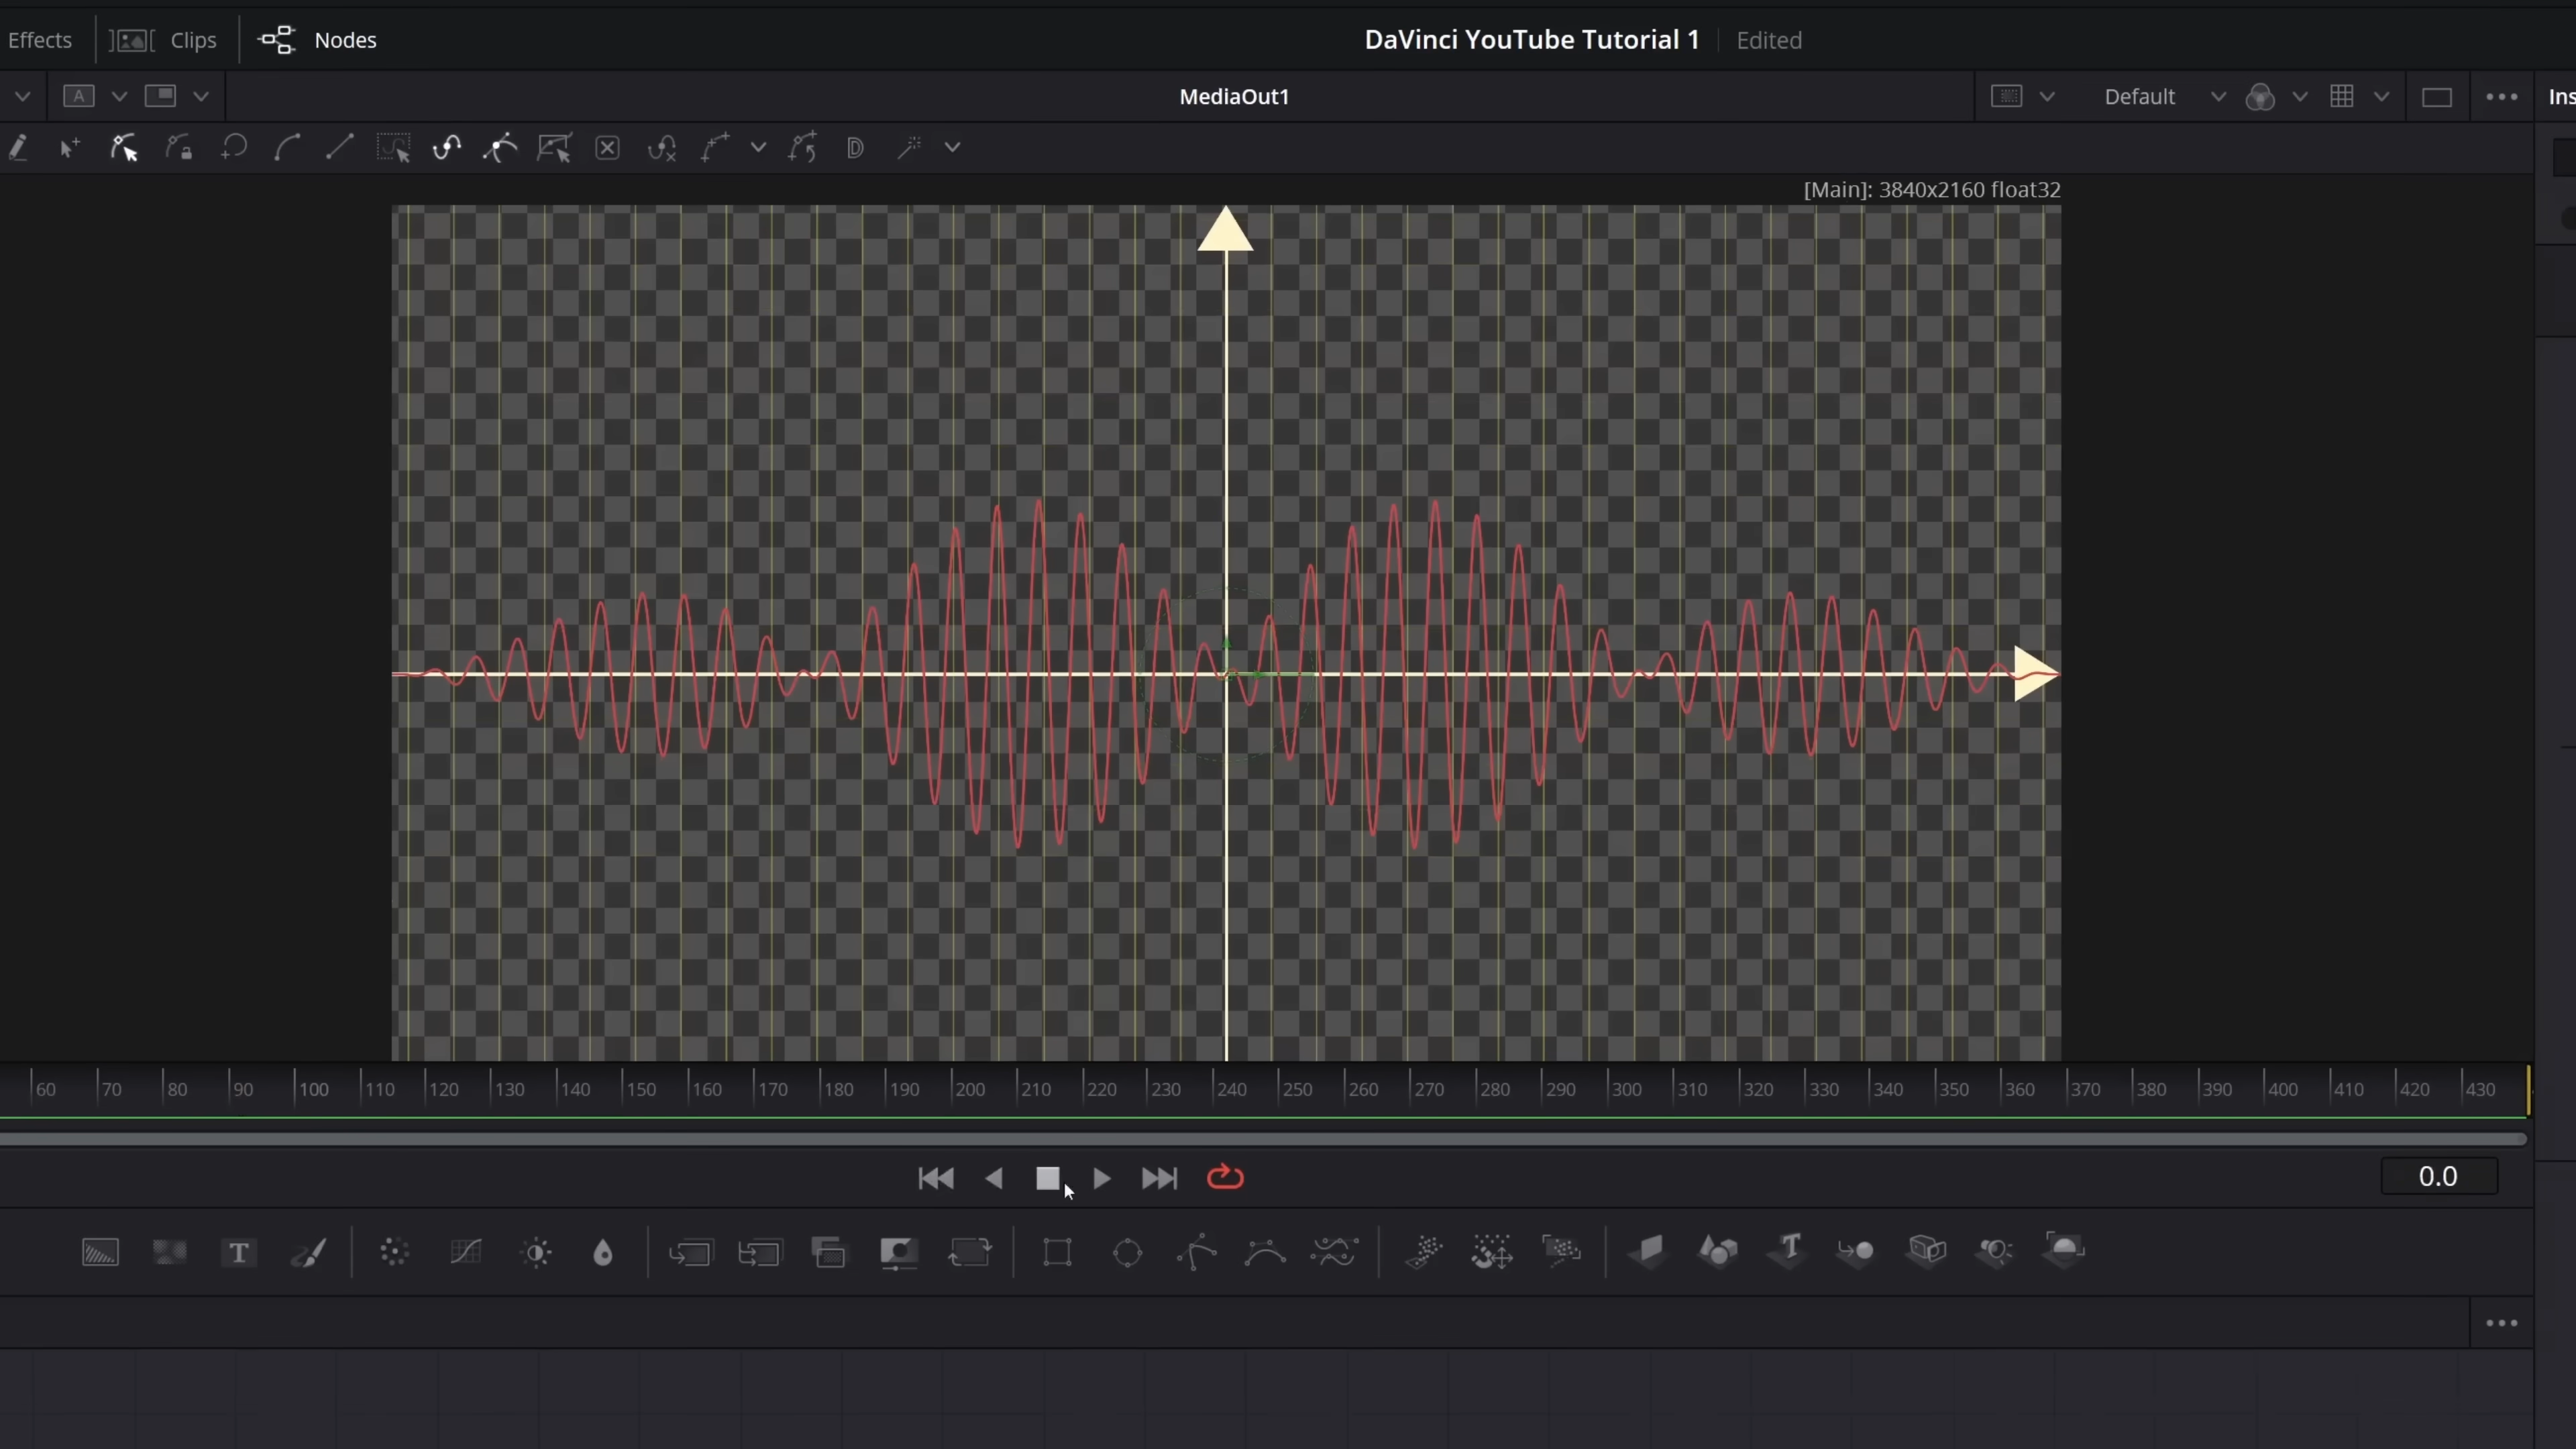 Effects Clips Nodes DaVinci YouTube Tutorial 1 Edited
A MediaOut1 Default Ins
D
[Main]: 3840x2160 float32
60 70 80 90 100 110 120 130 140 150 160 170 180 190 200 210 220 230 240 250 260 270 280 290 300 310 320 330 340 350 360 370 380 390 400 410 420 430
0.0
T T